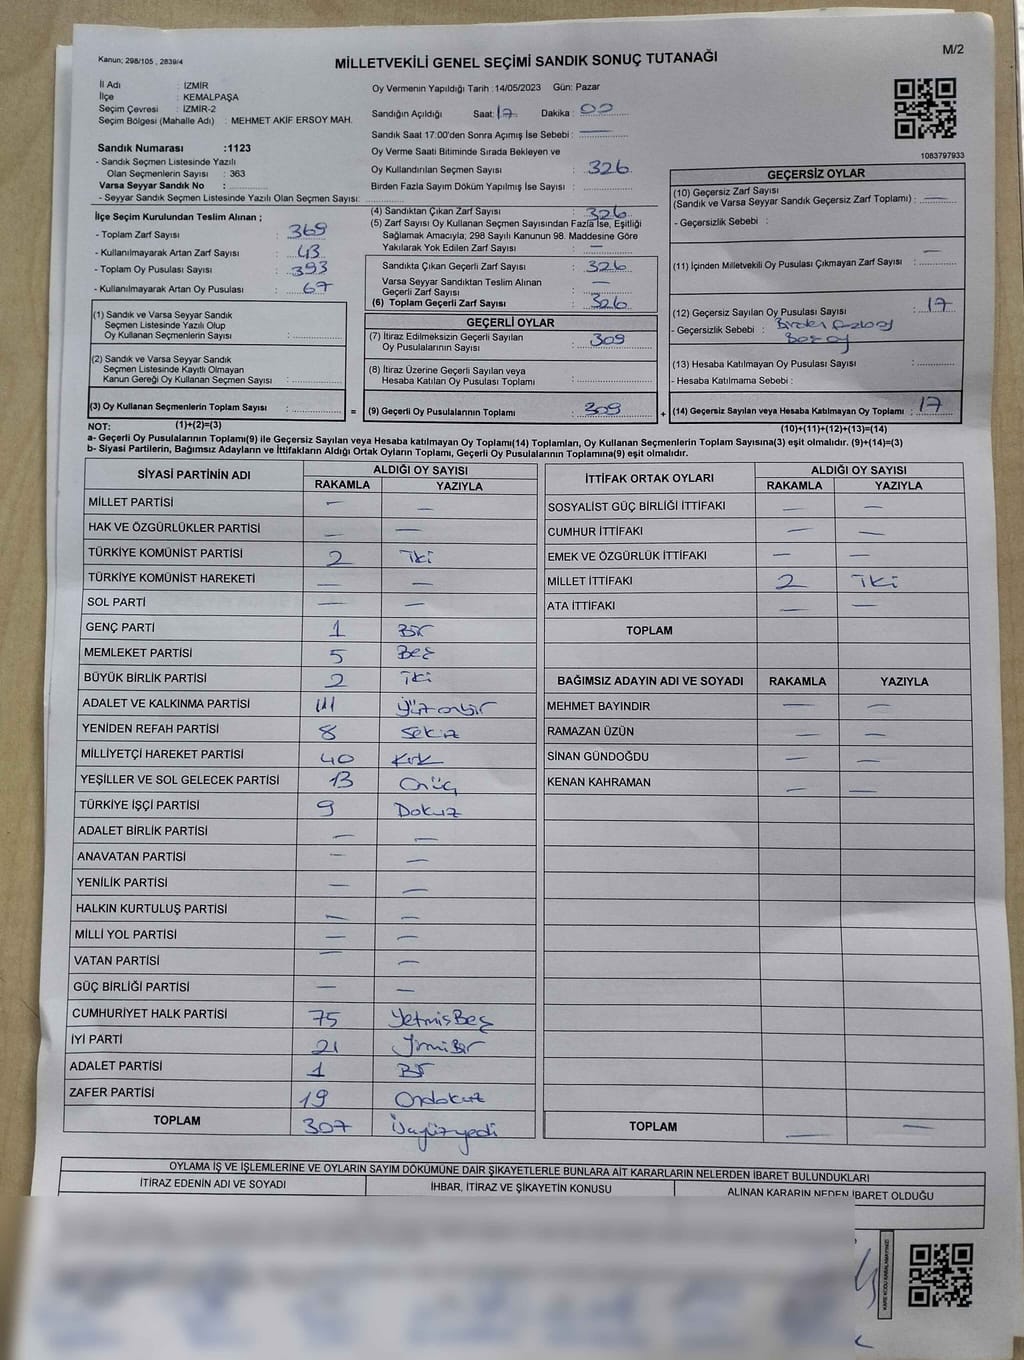 Kanun; 298/105 , 2839/4
MİLLETVEKİLİ GENEL SEÇİMİ SANDIK SONUÇ TUTANAĞI
M/2
İl Adı : İZMİR
İlçe : KEMALPAŞA
Seçim Çevresi : İZMİR-2
Seçim Bölgesi (Mahalle Adı) : MEHMET AKİF ERSOY MAH.
Oy Vermenin Yapıldığı Tarih :14/05/2023 Gün: Pazar
Sandığın Açıldığı Saat: 17 Dakika : 00
Sandık Saat 17:00'den Sonra Açımış İse Sebebi : —
Sandık Numarası :1123
- Sandık Seçmen Listesinde Yazılı
Olan Seçmenlerin Sayısı : 363
Varsa Seyyar Sandık No :
- Seyyar Sandık Seçmen Listesinde Yazılı Olan Seçmen Sayısı:
Oy Verme Saati Bitiminde Sırada Bekleyen ve
Oy Kullandırılan Seçmen Sayısı : 326
Birden Fazla Sayım Döküm Yapılmış İse Sayısı :
1083797933
İlçe Seçim Kurulundan Teslim Alınan ;
- Toplam Zarf Sayısı : 369
- Kullanılmayarak Artan Zarf Sayısı : 43
- Toplam Oy Pusulası Sayısı : 393
- Kullanılmayarak Artan Oy Pusulası : 67
(4) Sandıktan Çıkan Zarf Sayısı : 326
(5) Zarf Sayısı Oy Kullanan Seçmen Sayısından Fazla İse, Eşitliği
Sağlamak Amacıyla; 298 Sayılı Kanunun 98. Maddesine Göre
Yakılarak Yok Edilen Zarf Sayısı : —
Sandıkta Çıkan Geçerli Zarf Sayısı : 326
Varsa Seyyar Sandıktan Teslim Alınan
Geçerli Zarf Sayısı : —
(6) Toplam Geçerli Zarf Sayısı : 326
GEÇERSİZ OYLAR
(10) Geçersiz Zarf Sayısı
(Sandık ve Varsa Seyyar Sandık Geçersiz Zarf Toplamı) : —
- Geçersizlik Sebebi :
(11) İçinden Milletvekili Oy Pusulası Çıkmayan Zarf Sayısı : —
(12) Geçersiz Sayılan Oy Pusulası Sayısı : 17
- Geçersizlik Sebebi : Birden fazla oy
Boş oy
(13) Hesaba Katılmayan Oy Pusulası Sayısı :
- Hesaba Katılmama Sebebi :
(14) Geçersiz Sayılan veya Hesaba Katılmayan Oy Toplamı : 17
(10)+(11)+(12)+(13)=(14)
(1) Sandık ve Varsa Seyyar Sandık
Seçmen Listesinde Yazılı Olup
Oy Kullanan Seçmenlerin Sayısı :
(2) Sandık ve Varsa Seyyar Sandık
Seçmen Listesinde Kayıtlı Olmayan
Kanun Gereği Oy Kullanan Seçmen Sayısı :
(3) Oy Kullanan Seçmenlerin Toplam Sayısı : =
GEÇERLİ OYLAR
(7) İtiraz Edilmeksizin Geçerli Sayılan
Oy Pusulalarının Sayısı : 309
(8) İtiraz Üzerine Geçerli Sayılan veya
Hesaba Katılan Oy Pusulası Toplamı :
(9) Geçerli Oy Pusulalarının Toplamı : 309 +
NOT: (1)+(2)=(3)
a- Geçerli Oy Pusulalarının Toplamı(9) ile Geçersiz Sayılan veya Hesaba katılmayan Oy Toplamı(14) Toplamları, Oy Kullanan Seçmenlerin Toplam Sayısına(3) eşit olmalıdır. (9)+(14)=(3)
b- Siyasi Partilerin, Bağımsız Adayların ve İttifakların Aldığı Ortak Oyların Toplamı, Geçerli Oy Pusulalarının Toplamına(9) eşit olmalıdır.
SİYASİ PARTİNİN ADI ALDIĞI OY SAYISI
RAKAMLA YAZIYLA
MİLLET PARTİSİ — —
HAK VE ÖZGÜRLÜKLER PARTİSİ — —
TÜRKİYE KOMÜNİST PARTİSİ 2 iki
TÜRKİYE KOMÜNİST HAREKETİ — —
SOL PARTİ — —
GENÇ PARTİ 1 Bir
MEMLEKET PARTİSİ 5 Beş
BÜYÜK BİRLİK PARTİSİ 2 iki
ADALET VE KALKINMA PARTİSİ 111 Yüzonbir
YENİDEN REFAH PARTİSİ 8 Sekiz
MİLLİYETÇİ HAREKET PARTİSİ 40 Kırk
YEŞİLLER VE SOL GELECEK PARTİSİ 13 Onüç
TÜRKİYE İŞÇİ PARTİSİ 9 Dokuz
ADALET BİRLİK PARTİSİ — —
ANAVATAN PARTİSİ — —
YENİLİK PARTİSİ — —
HALKIN KURTULUŞ PARTİSİ — —
MİLLİ YOL PARTİSİ — —
VATAN PARTİSİ — —
GÜÇ BİRLİĞİ PARTİSİ — —
CUMHURİYET HALK PARTİSİ 75 YetmişBeş
İYİ PARTİ 21 YirmiBir
ADALET PARTİSİ 1 Bir
ZAFER PARTİSİ 19 Ondokuz
TOPLAM 307 Üçyüzyedi
İTTİFAK ORTAK OYLARI ALDIĞI OY SAYISI
RAKAMLA YAZIYLA
SOSYALİST GÜÇ BİRLİĞİ İTTİFAKI — —
CUMHUR İTTİFAKI — —
EMEK VE ÖZGÜRLÜK İTTİFAKI — —
MİLLET İTTİFAKI 2 iki
ATA İTTİFAKI — —
TOPLAM
BAĞIMSIZ ADAYIN ADI VE SOYADI RAKAMLA YAZIYLA
MEHMET BAYINDIR — —
RAMAZAN ÜZÜN — —
SİNAN GÜNDOĞDU — —
KENAN KAHRAMAN — —
TOPLAM — —
OYLAMA İŞ VE İŞLEMLERİNE VE OYLARIN SAYIM DÖKÜMÜNE DAİR ŞİKAYETLERLE BUNLARA AİT KARARLARIN NELERDEN İBARET BULUNDUKLARI
İTİRAZ EDENİN ADI VE SOYADI İHBAR, İTİRAZ VE ŞİKAYETİN KONUSU ALINAN KARARIN NEDEN İBARET OLDUĞU
KARE KODU KARALAMAYINIZ!